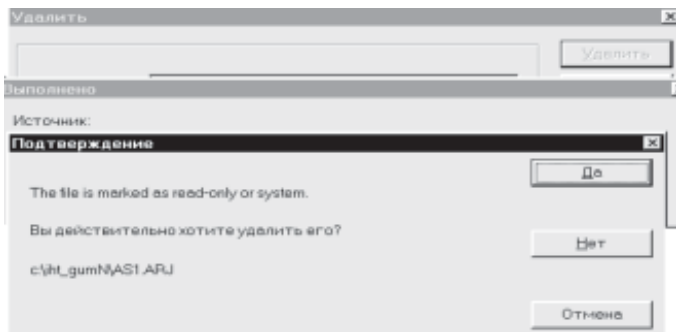 Удалить
Удалить
Выполнено
Источник:
Подтверждение
Да
The file is marked as read-only or system.
Вы действительно хотите удалить его?
Нет
c:\iht_gumN\AS1.ARJ
Отмена